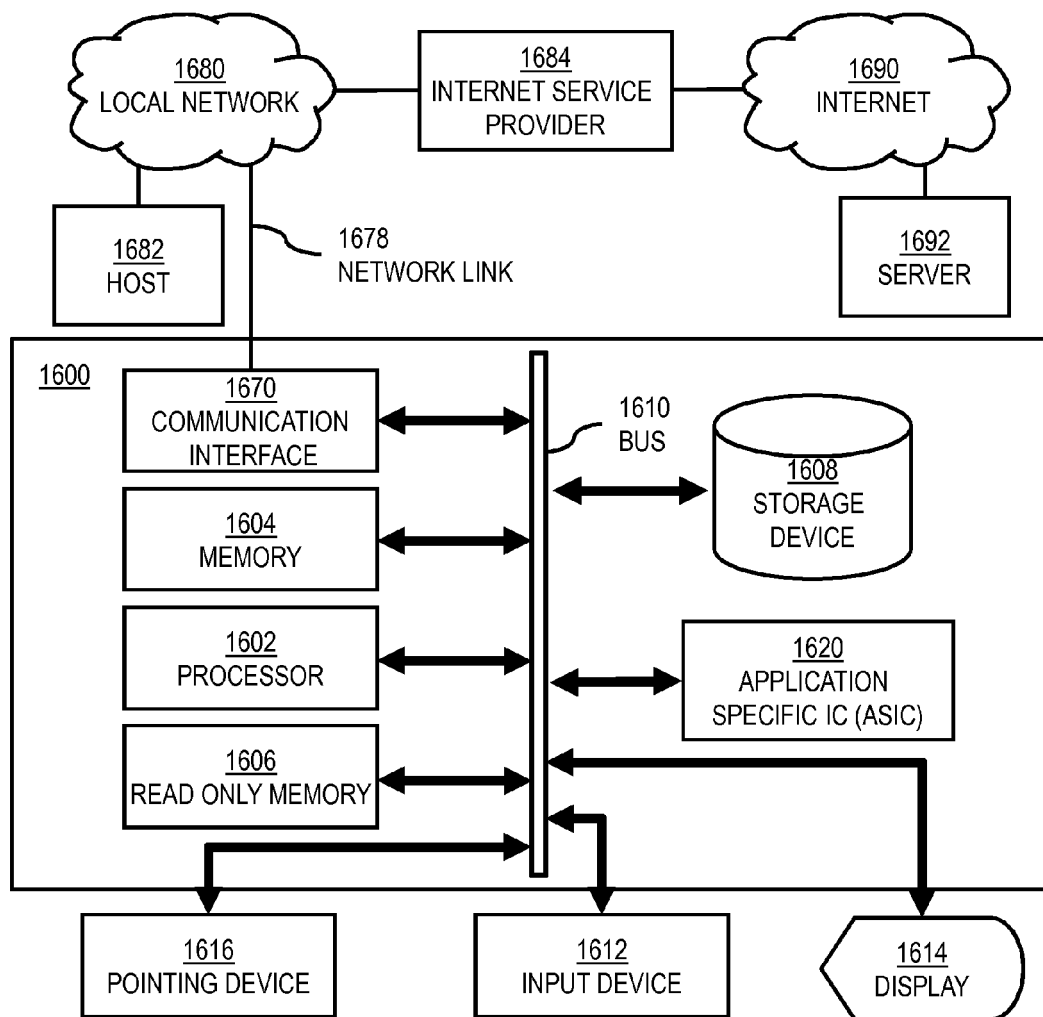 1680
LOCAL NETWORK
1684
INTERNET SERVICE
PROVIDER
1690
INTERNET
1682
HOST
1678
NETWORK LINK
1692
SERVER
1600
1670
COMMUNICATION
INTERFACE
1610
BUS
1608
STORAGE
DEVICE
1604
MEMORY
1602
PROCESSOR
1620
APPLICATION
SPECIFIC IC (ASIC)
1606
READ ONLY MEMORY
1616
POINTING DEVICE
1612
INPUT DEVICE
1614
DISPLAY